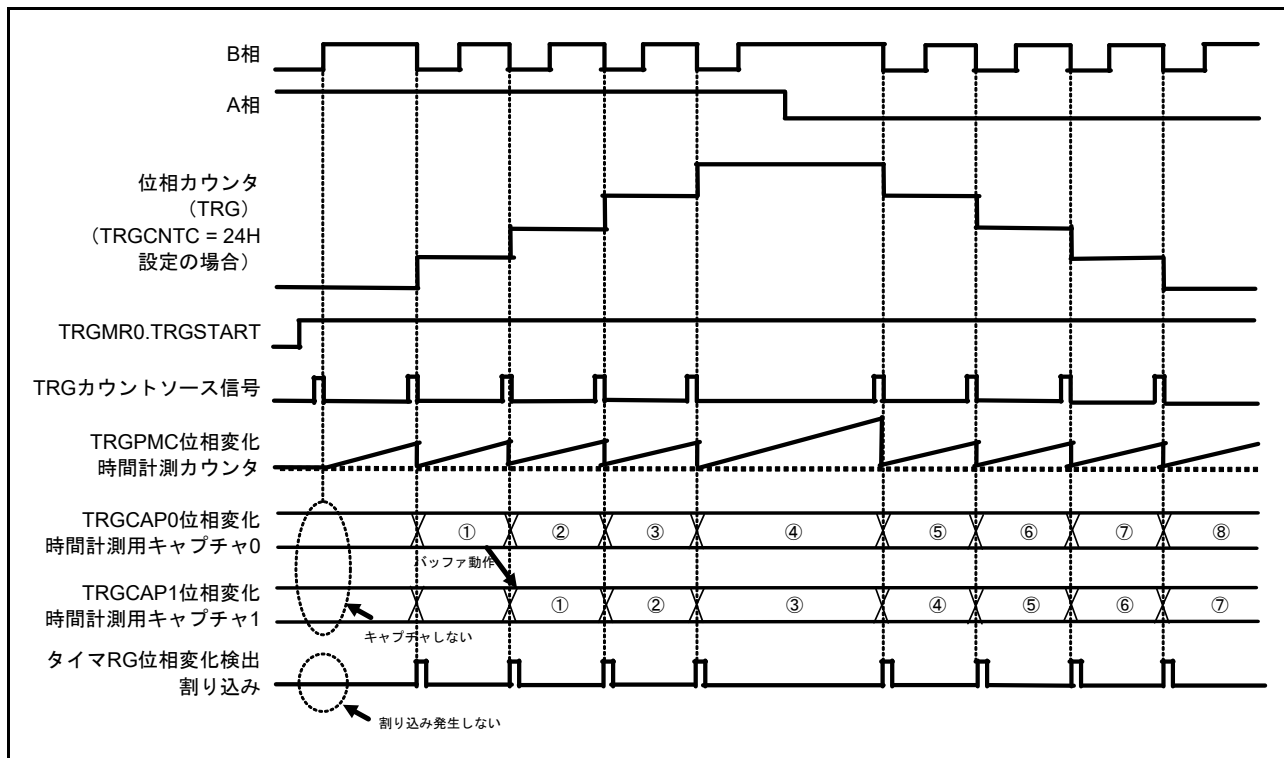 B相
A相
位相カウンタ
（TRG）
（TRGCNTC = 24H
設定の場合）
TRGMR0.TRGSTART
TRGカウントソース信号
TRGPMC位相変化
時間計測カウンタ
TRGCAP0位相変化
時間計測用キャプチャ0
① ② ③ ④ ⑤ ⑥ ⑦ ⑧
バッファ動作
TRGCAP1位相変化
時間計測用キャプチャ1
① ② ③ ④ ⑤ ⑥ ⑦
キャプチャしない
タイマRG位相変化検出
割り込み
割り込み発生しない